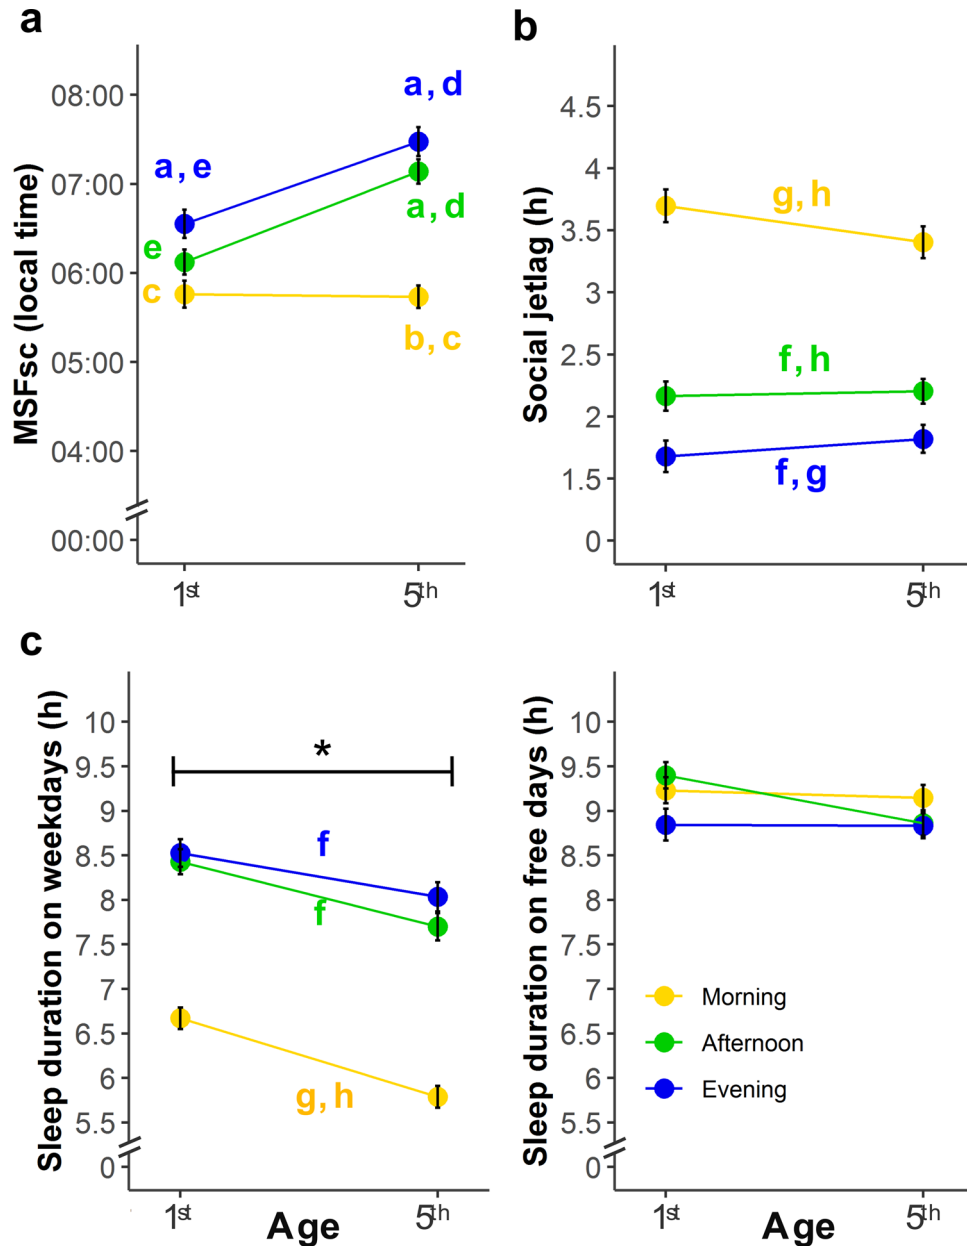 a
MSFsc (local time)
08:00
07:00
06:00
05:00
04:00
00:00
a, e
a, d
a, d
e
c
b, c
1st
5th
b
Social jetlag (h)
4.5
4
3.5
3
2.5
2
1.5
0
g, h
f, h
f, g
1st
5th
c
Sleep duration on weekdays (h)
10
9.5
9
8.5
8
7.5
7
6.5
6
5.5
0
*
f
f
g, h
1st
5th
Age
Sleep duration on free days (h)
10
9.5
9
8.5
8
7.5
7
6.5
6
5.5
0
Morning
Afternoon
Evening
1st
5th
Age